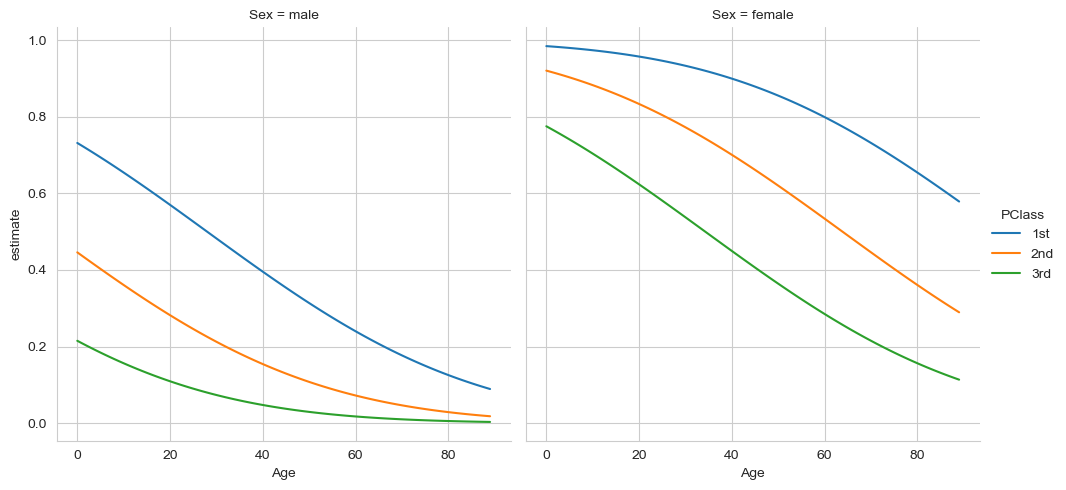 Sex = male
Sex = female
1.0
0.8
0.6
0.4
0.2
0.0
estimate
0 20 40 60 80
0 20 40 60 80
Age
Age
PClass
1st
2nd
3rd